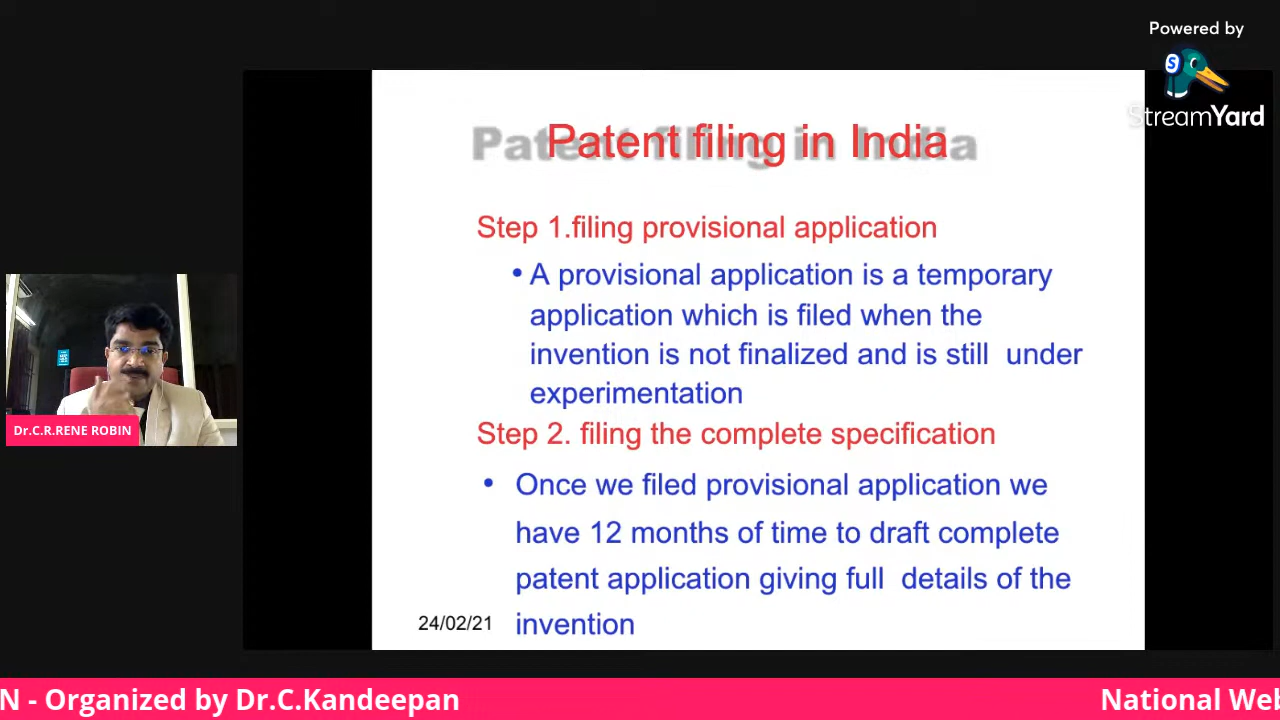 Powered by
StreamYard
Patent filing in India
Step 1.filing provisional application
• A provisional application is a temporary
application which is filed when the
invention is not finalized and is still under
experimentation
Step 2. filing the complete specification
• Once we filed provisional application we
have 12 months of time to draft complete
patent application giving full details of the
invention
24/02/21
Dr.C.R.RENE ROBIN
N - Organized by Dr.C.Kandeepan
National Web